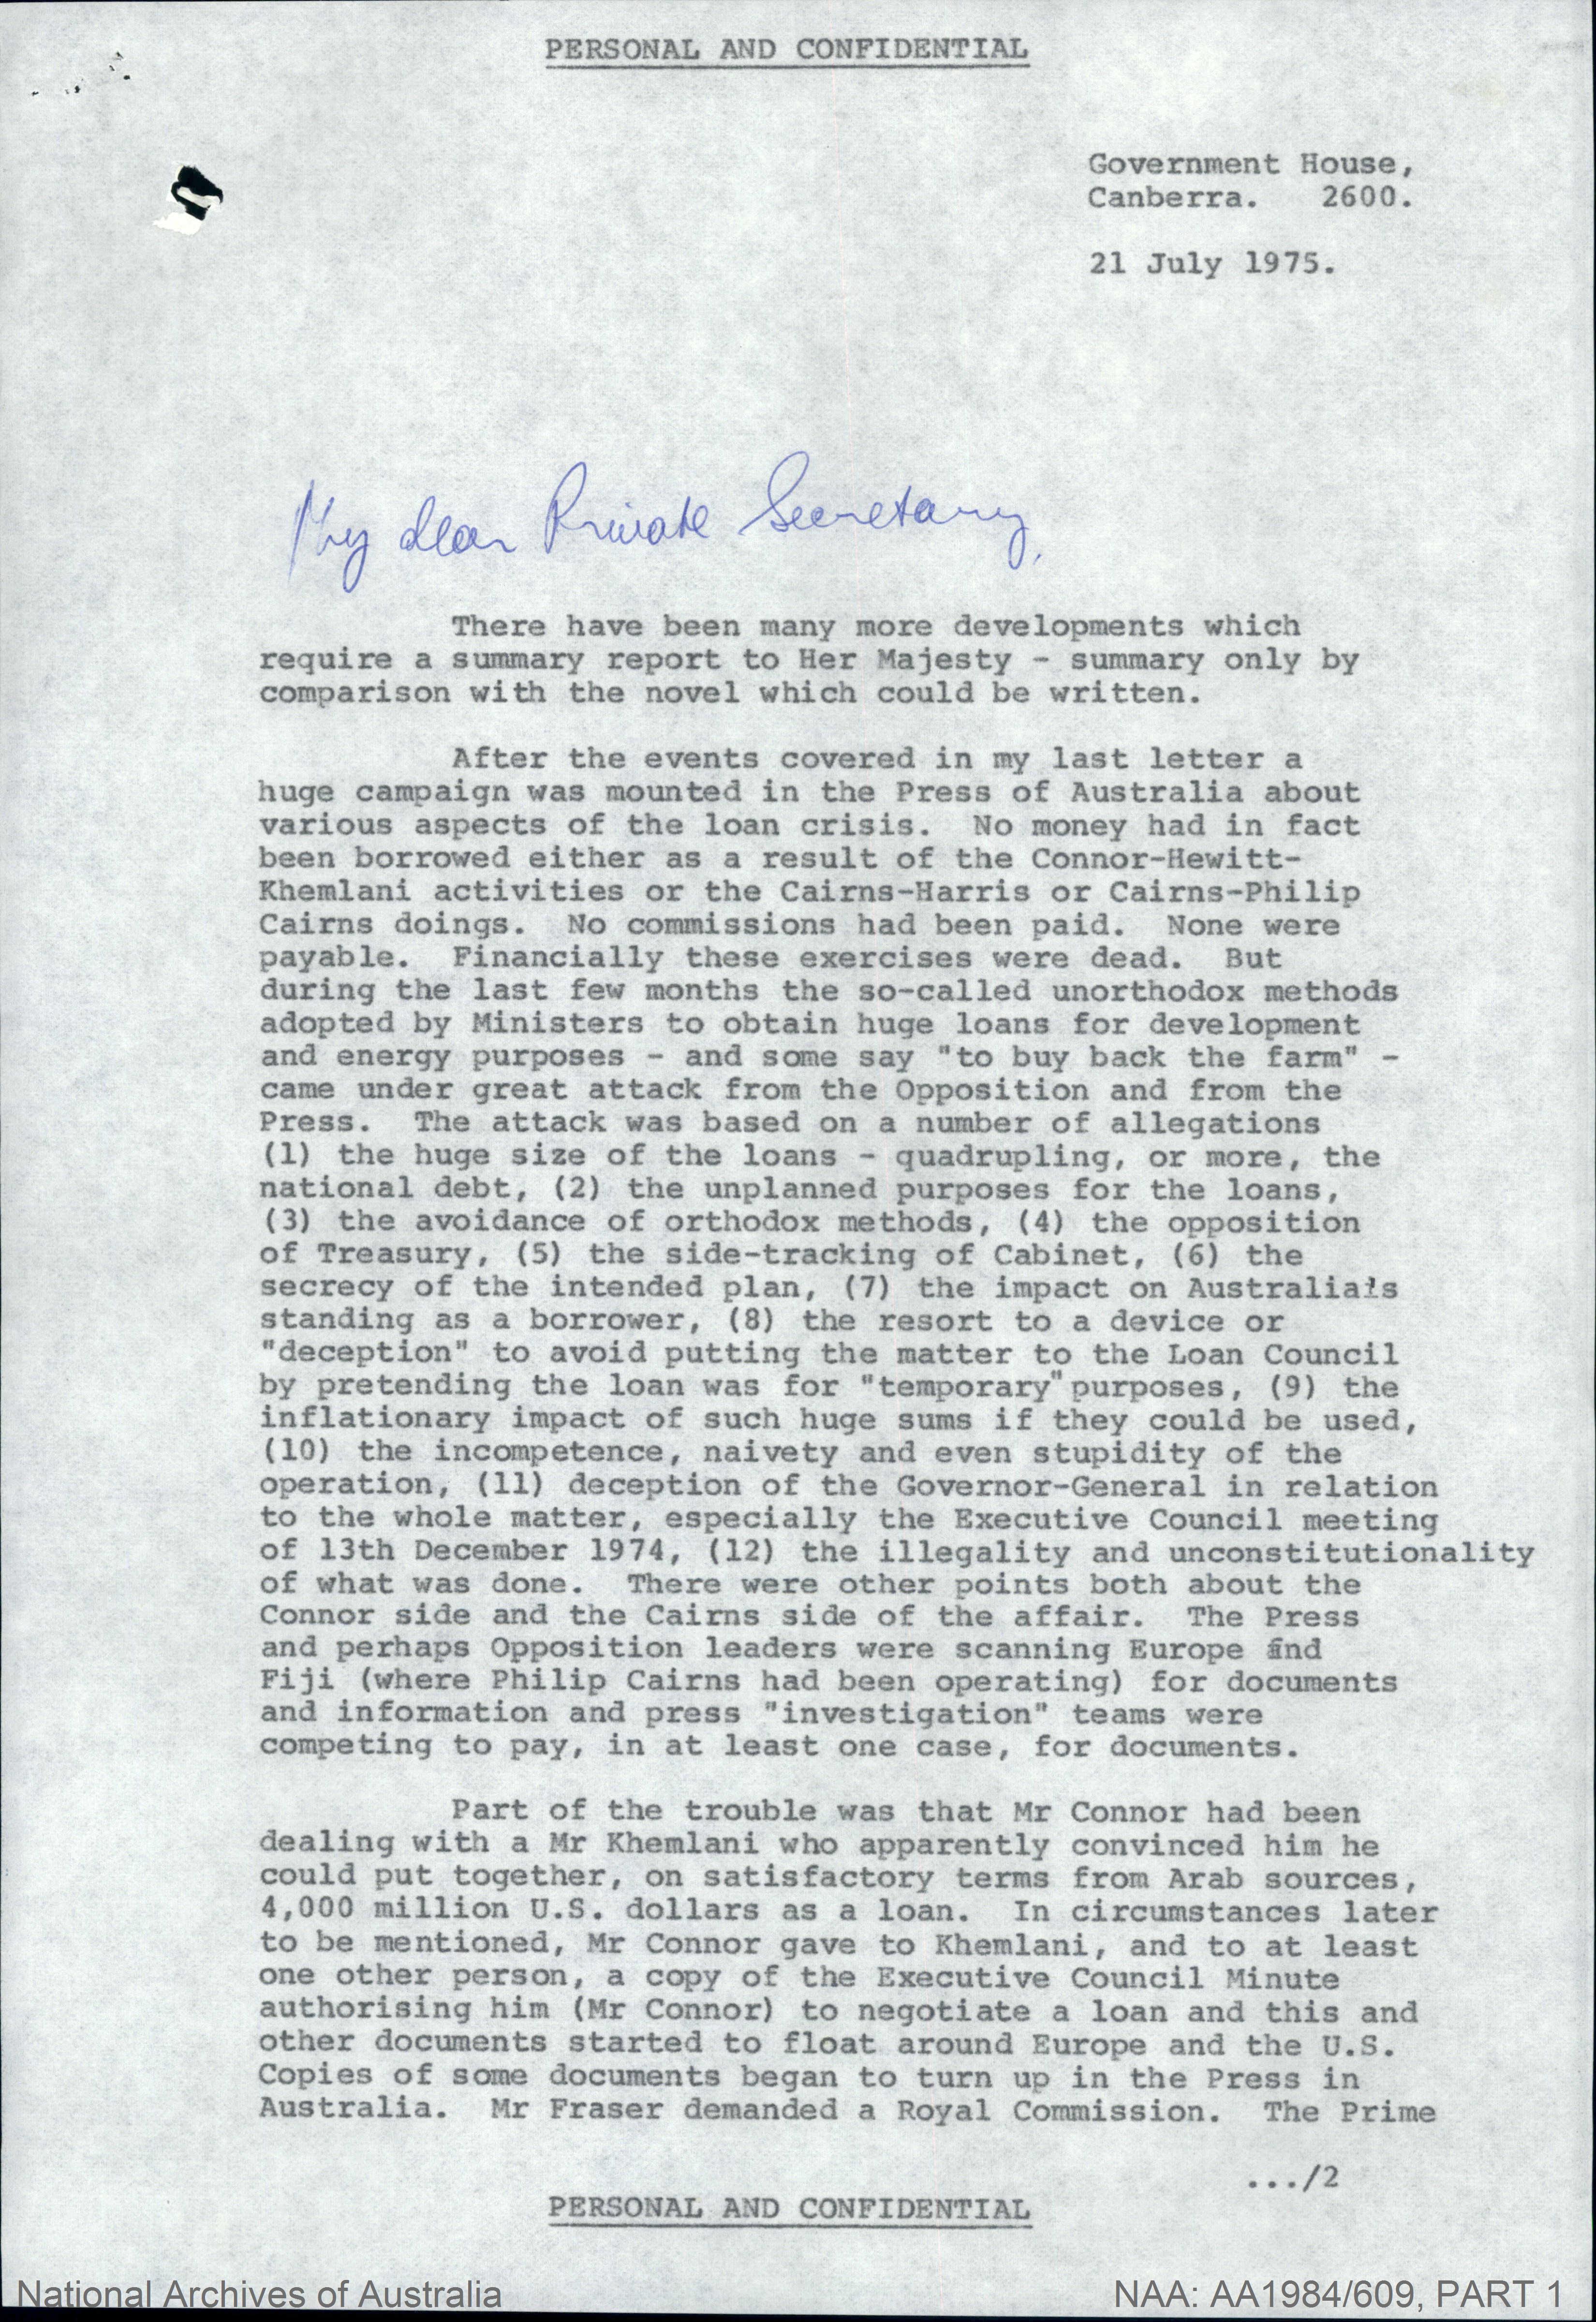 PERSONAL AND CONFIDENTIAL
Government House,
Canberra. 2600.
21 July 1975.
My dear Private Secretary,
There have been many more developments which
require a summary report to Her Majesty - summary only by
comparison with the novel which could be written.
After the events covered in my last letter a
huge campaign was mounted in the Press of Australia about
various aspects of the loan crisis. No money had in fact
been borrowed either as a result of the Connor-Hewitt-
Khemlani activities or the Cairns-Harris or Cairns-Philip
Cairns doings. No commissions had been paid. None were
payable. Financially these exercises were dead. But
during the last few months the so-called unorthodox methods
adopted by Ministers to obtain huge loans for development
and energy purposes - and some say "to buy back the farm" -
came under great attack from the Opposition and from the
Press. The attack was based on a number of allegations
(1) the huge size of the loans - quadrupling, or more, the
national debt, (2) the unplanned purposes for the loans,
(3) the avoidance of orthodox methods, (4) the opposition
of Treasury, (5) the side-tracking of Cabinet, (6) the
secrecy of the intended plan, (7) the impact on Australia's
standing as a borrower, (8) the resort to a device or
"deception" to avoid putting the matter to the Loan Council
by pretending the loan was for "temporary" purposes, (9) the
inflationary impact of such huge sums if they could be used,
(10) the incompetence, naivety and even stupidity of the
operation, (11) deception of the Governor-General in relation
to the whole matter, especially the Executive Council meeting
of 13th December 1974, (12) the illegality and unconstitutionality
of what was done. There were other points both about the
Connor side and the Cairns side of the affair. The Press
and perhaps Opposition leaders were scanning Europe and
Fiji (where Philip Cairns had been operating) for documents
and information and press "investigation" teams were
competing to pay, in at least one case, for documents.
Part of the trouble was that Mr Connor had been
dealing with a Mr Khemlani who apparently convinced him he
could put together, on satisfactory terms from Arab sources,
4,000 million U.S. dollars as a loan. In circumstances later
to be mentioned, Mr Connor gave to Khemlani, and to at least
one other person, a copy of the Executive Council Minute
authorising him (Mr Connor) to negotiate a loan and this and
other documents started to float around Europe and the U.S.
Copies of some documents began to turn up in the Press in
Australia. Mr Fraser demanded a Royal Commission. The Prime
.../2
PERSONAL AND CONFIDENTIAL
National Archives of Australia
NAA: AA1984/609, PART 1